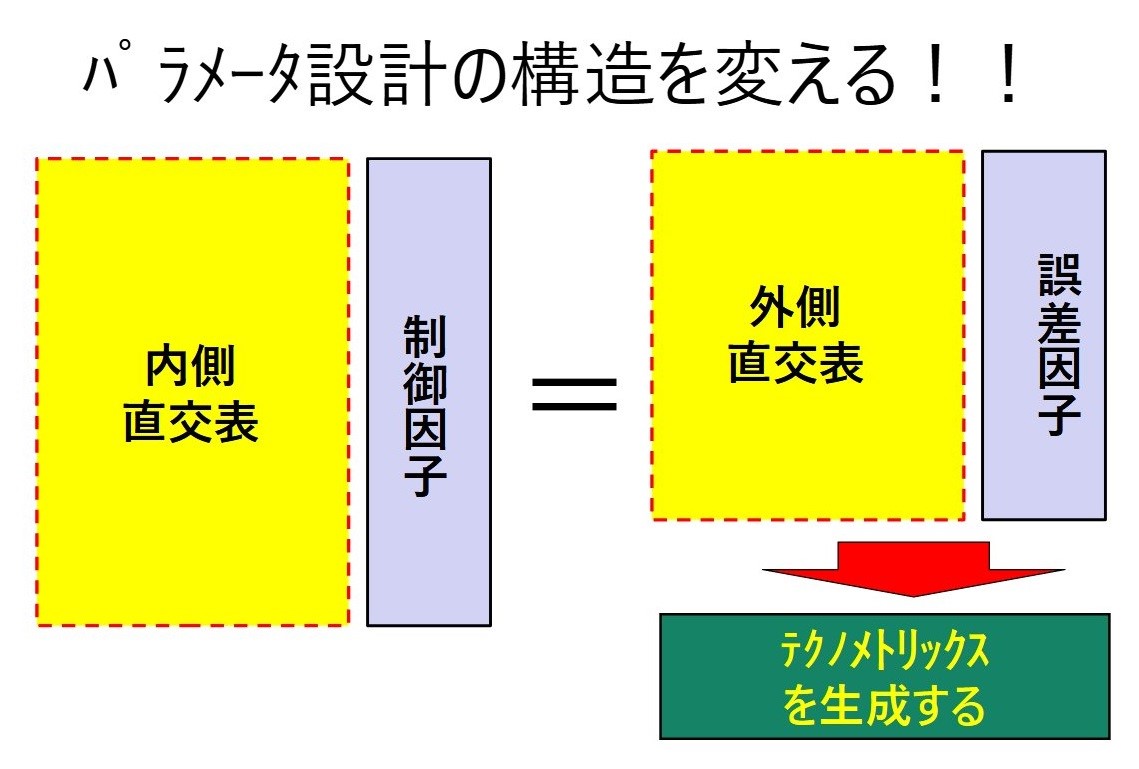 ﾊﾟﾗﾒｰﾀ設計の構造を変える！！
内側
直交表
制御因子
＝
外側
直交表
誤差因子
ﾃｸﾉﾒﾄﾘｯｸｽ
を生成する